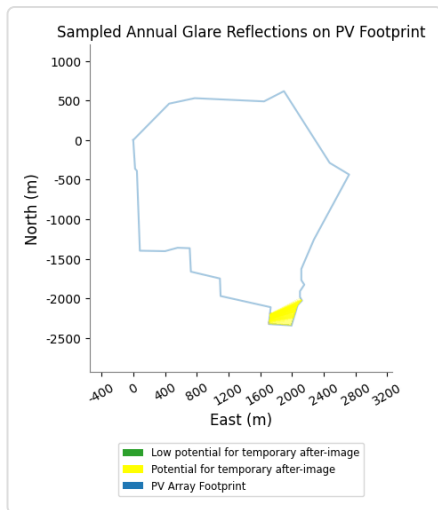 Sampled Annual Glare Reflections on PV Footprint
1000
500
0
-500
-1000
-1500
-2000
-2500
North (m)
-400 0 400 800 1200 1600 2000 2400 2800 3200
East (m)
Low potential for temporary after-image
Potential for temporary after-image
PV Array Footprint